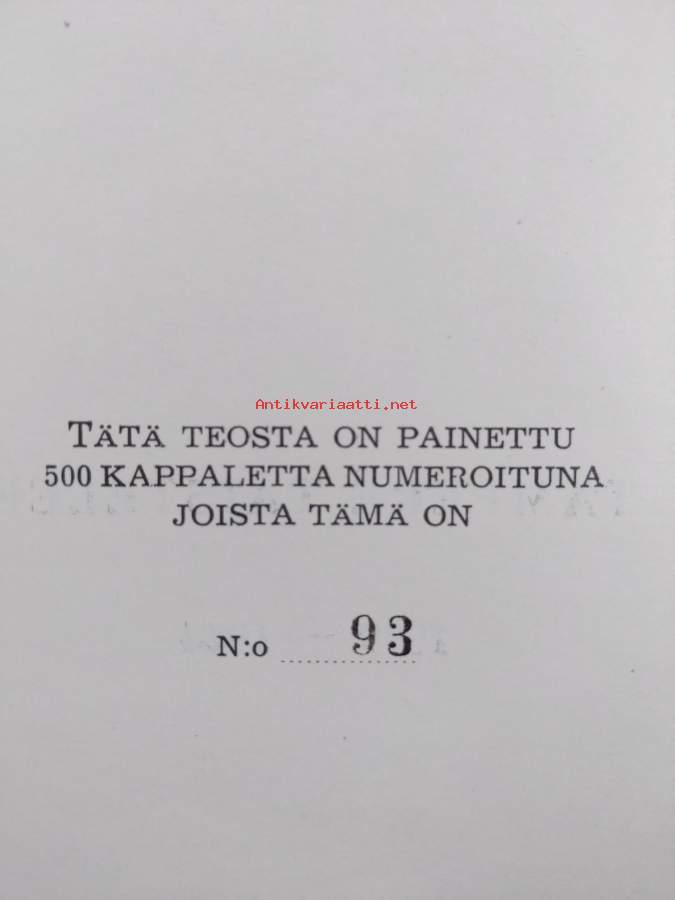 Antikvariaatti.net
TÄTÄ TEOSTA ON PAINETTU
500 KAPPALETTA NUMEROITUNA
JOISTA TÄMÄ ON
N:o 93